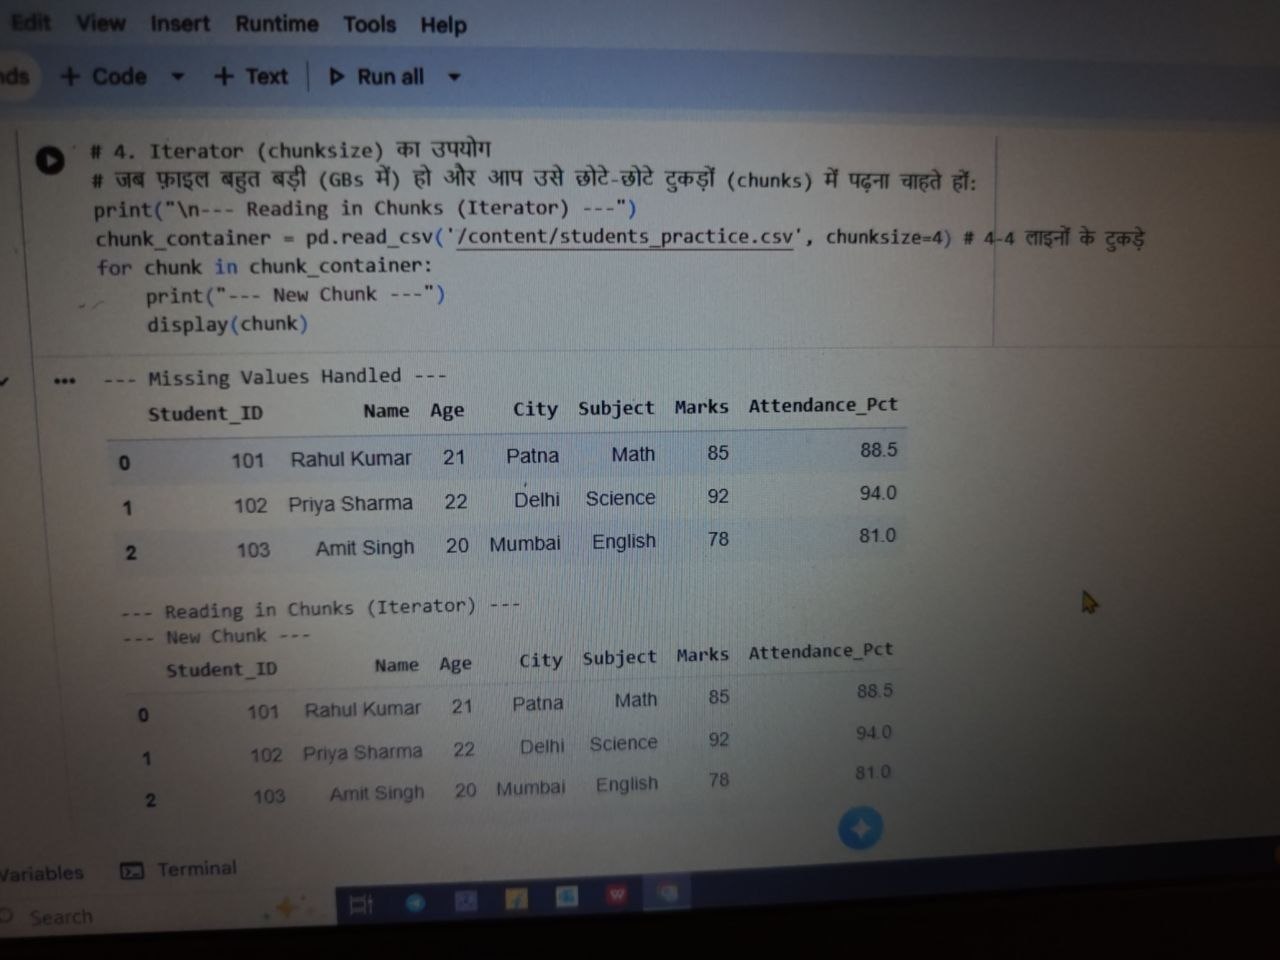 Edit View Insert Runtime Tools Help
+ Code + Text Run all
# 4. Iterator (chunksize) का उपयोग
# जब फ़ाइल बहुत बड़ी (GBs में) हो और आप उसे छोटे-छोटे टुकड़ों (chunks) में पढ़ना चाहते हों:
print("\n--- Reading in Chunks (Iterator) ---")
chunk_container = pd.read_csv('/content/students_practice.csv', chunksize=4) # 4-4 लाइनों के टुकड़े
for chunk in chunk_container:
print("--- New Chunk ---")
display(chunk)
--- Missing Values Handled ---
Student_ID Name Age City Subject Marks Attendance_Pct
0 101 Rahul Kumar 21 Patna Math 85 88.5
1 102 Priya Sharma 22 Delhi Science 92 94.0
2 103 Amit Singh 20 Mumbai English 78 81.0
--- Reading in Chunks (Iterator) ---
--- New Chunk ---
Student_ID Name Age City Subject Marks Attendance_Pct
0 101 Rahul Kumar 21 Patna Math 85 88.5
1 102 Priya Sharma 22 Delhi Science 92 94.0
2 103 Amit Singh 20 Mumbai English 78 81.0
Variables Terminal
Search